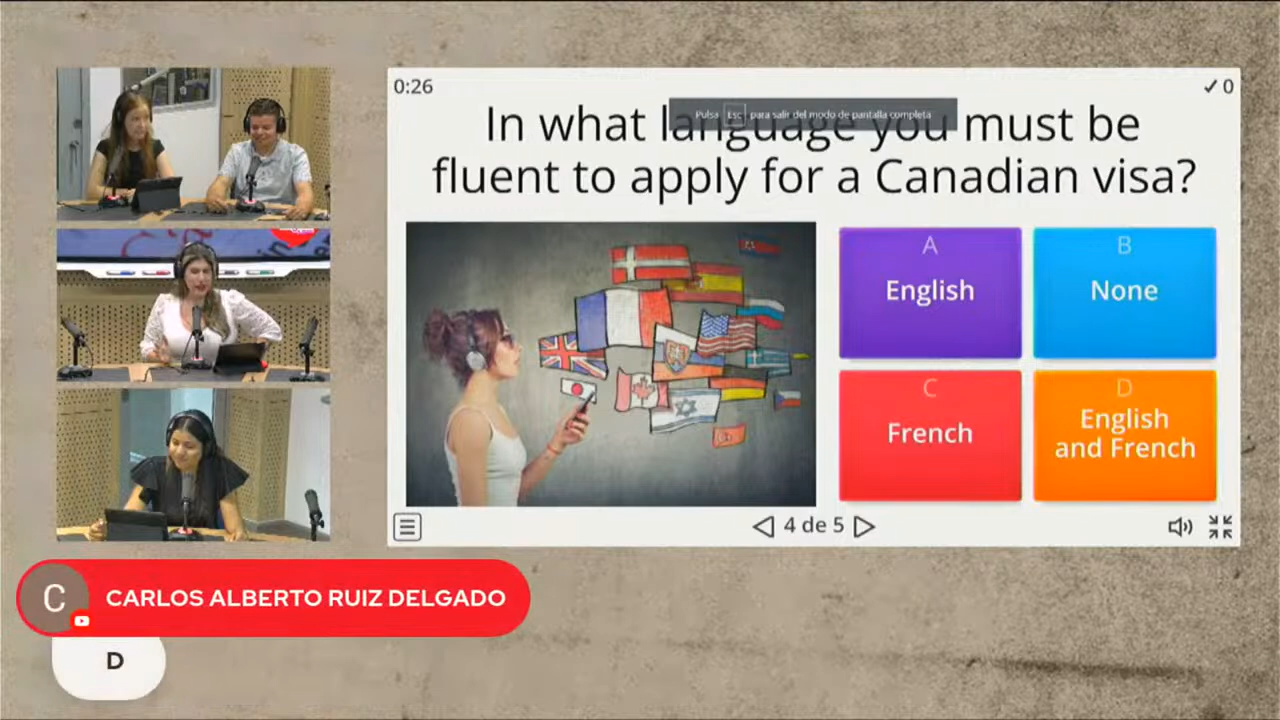 0:26
✓ 0
Pulsa Esc para salir del modo de pantalla completa
In what language you must be
fluent to apply for a Canadian visa?
A
English
B
None
C
French
D
English
and French
4 de 5
C
CARLOS ALBERTO RUIZ DELGADO
D